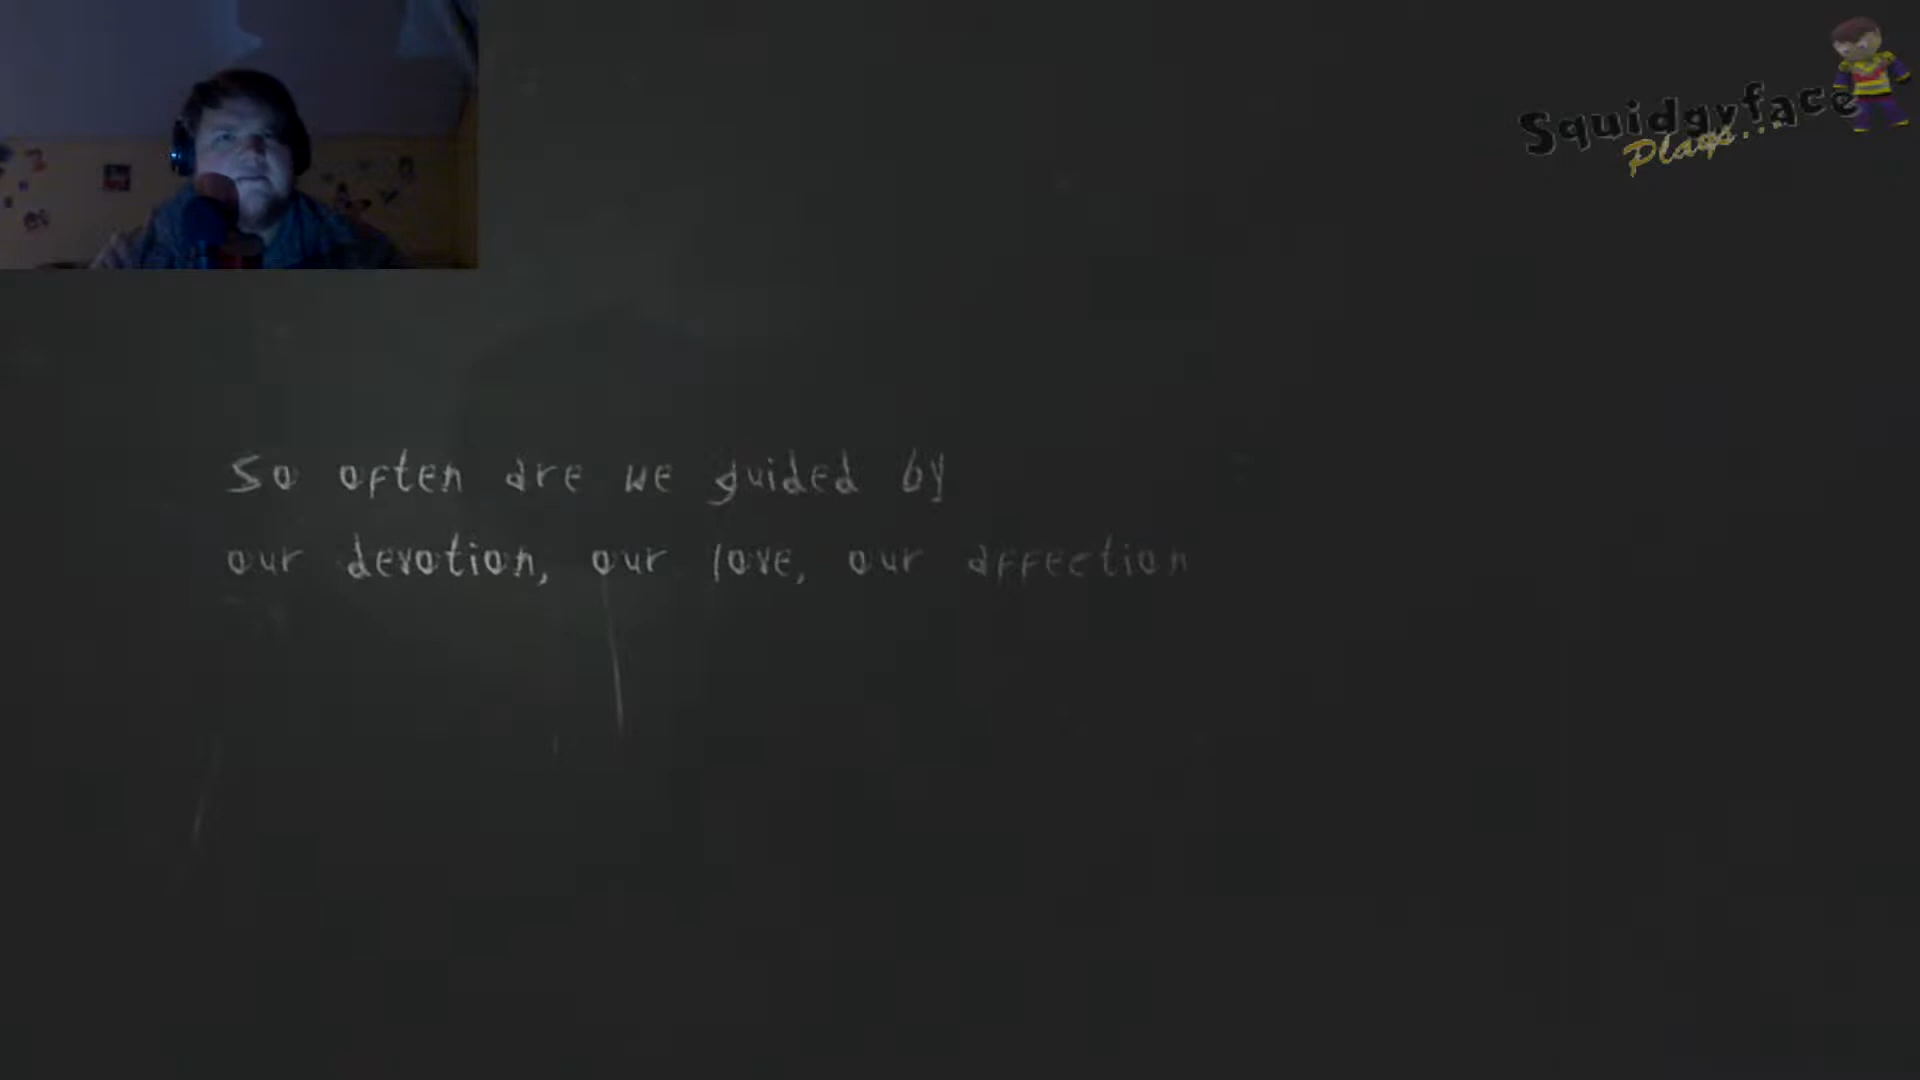 Squidgyface
Plays...
So often are we guided by
our devotion, our love, our affection